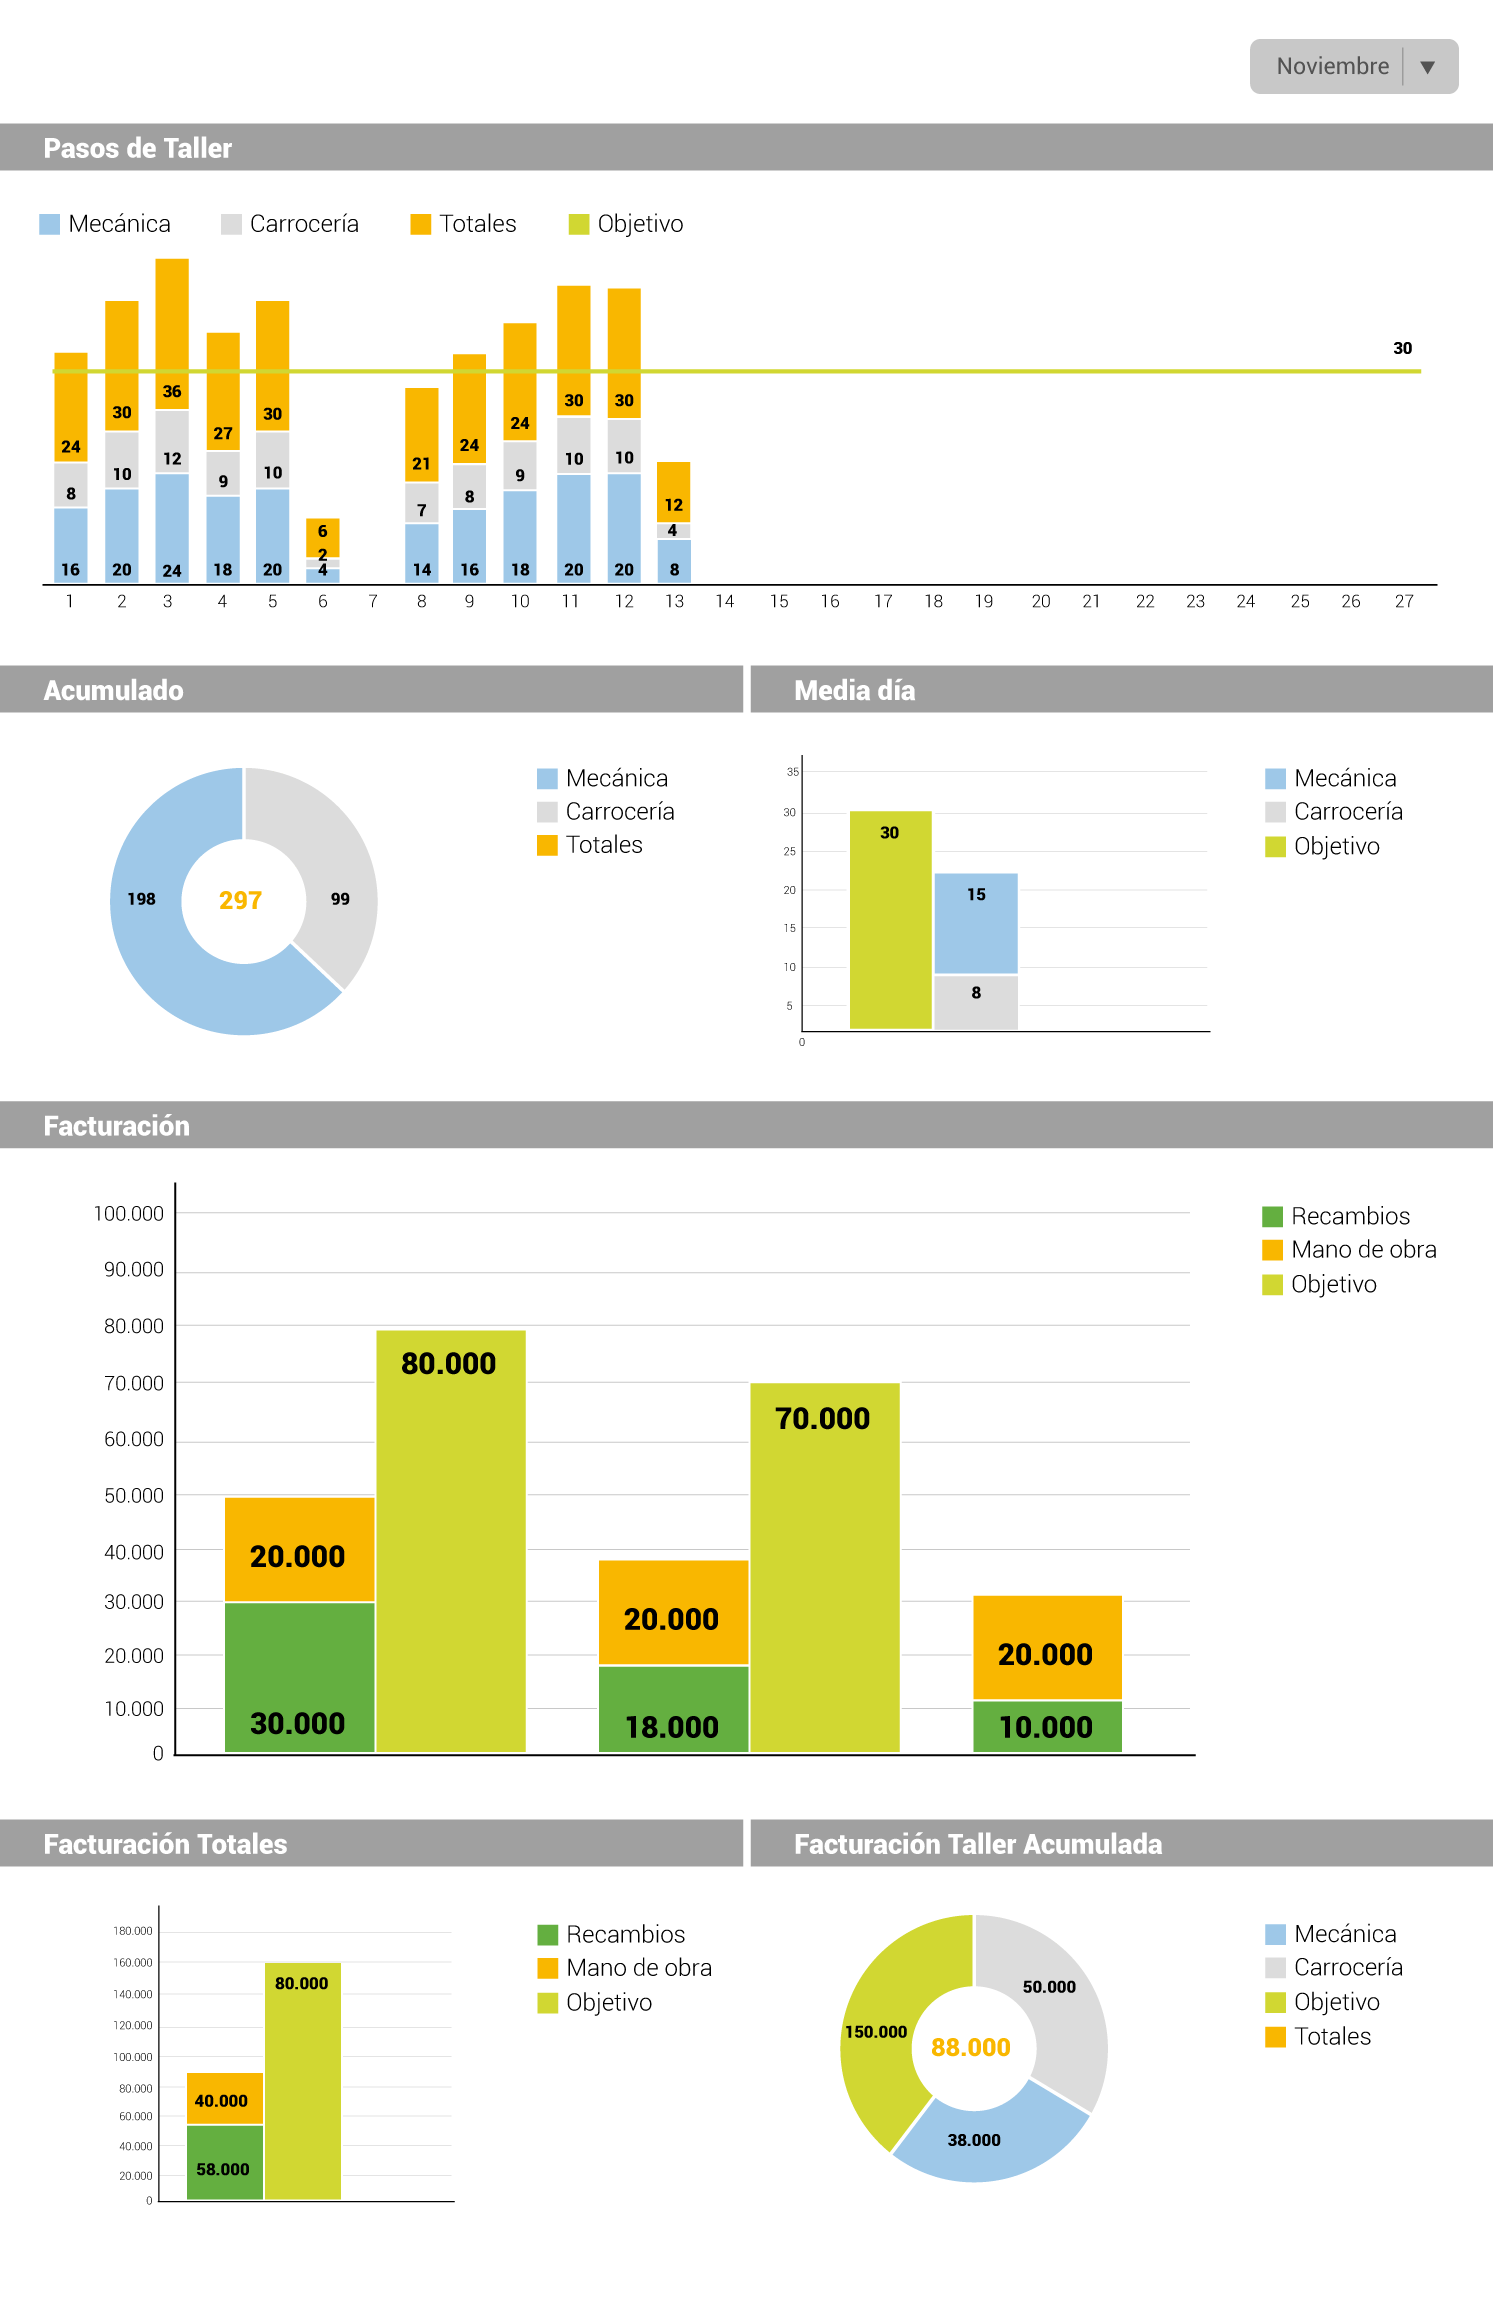 Noviembre ▼
Pasos de Taller
Mecánica Carrocería Totales Objetivo
30
36
30 30 30 30
27 24 24
24 21
12
12 10 10 10 10
9 9
8 8 7
6
4
2
16 20 24 18 20 4 14 16 18 20 20 8
1 2 3 4 5 6 7 8 9 10 11 12 13 14 15 16 17 18 19 20 21 22 23 24 25 26 27
Acumulado
198 297 99
Mecánica
Carrocería
Totales
Media día
35
30
25
20
15
10
5
0
30
15
8
Mecánica
Carrocería
Objetivo
Facturación
100.000
90.000
80.000
70.000
60.000
50.000
40.000
30.000
20.000
10.000
0
80.000
70.000
20.000
20.000
20.000
30.000
18.000
10.000
Recambios
Mano de obra
Objetivo
Facturación Totales
180.000
160.000
140.000
120.000
100.000
80.000
60.000
40.000
20.000
0
80.000
40.000
58.000
Recambios
Mano de obra
Objetivo
Facturación Taller Acumulada
50.000
150.000
88.000
38.000
Mecánica
Carrocería
Objetivo
Totales